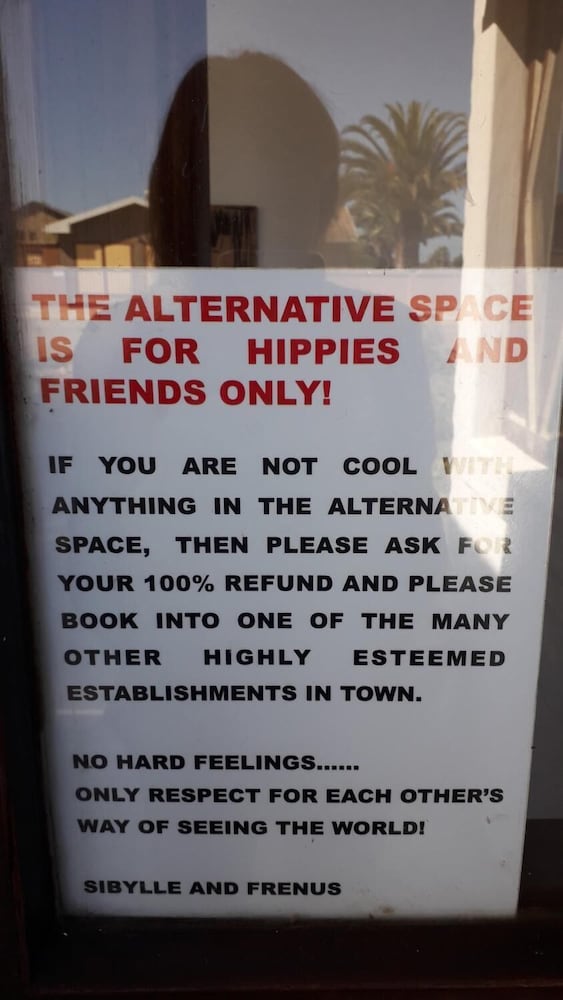 THE ALTERNATIVE SPACE
IS FOR HIPPIES AND
FRIENDS ONLY!
IF YOU ARE NOT COOL WITH
ANYTHING IN THE ALTERNATIVE
SPACE, THEN PLEASE ASK FOR
YOUR 100% REFUND AND PLEASE
BOOK INTO ONE OF THE MANY
OTHER HIGHLY ESTEEMED
ESTABLISHMENTS IN TOWN.
NO HARD FEELINGS......
ONLY RESPECT FOR EACH OTHER'S
WAY OF SEEING THE WORLD!
SIBYLLE AND FRENUS